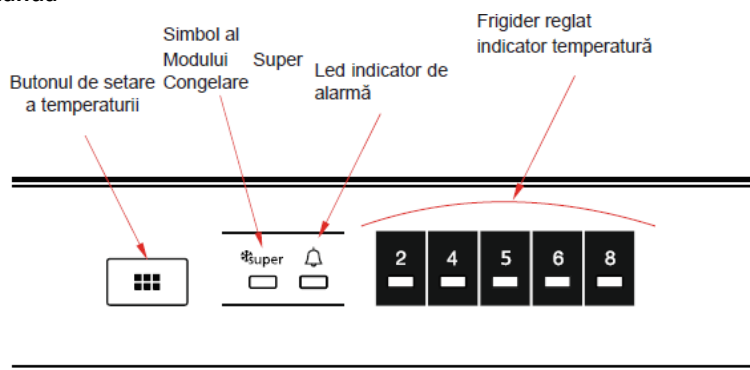 Simbol al
Modului Super
Congelare
Butonul de setare
a temperaturii
Led indicator de
alarmă
Frigider reglat
indicator temperatură
super
2 4 5 6 8